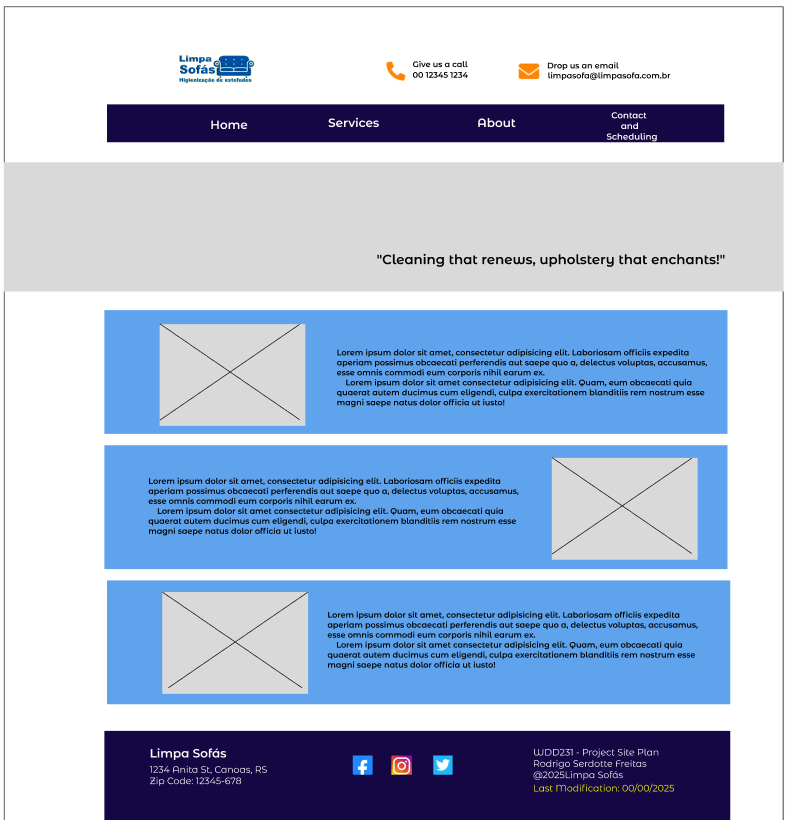 Limpa
Sofás
Higienização de estofados
Give us a call
00 12345 1234
Drop us an email
limpasofa@limpasofa.com.br
Home
Services
About
Contact
and
Scheduling
"Cleaning that renews, upholstery that enchants!"
Lorem ipsum dolor sit amet, consectetur adipisicing elit. Laboriosam officiis expedita
aperiam possimus obcaecati perferendis aut saepe quo a, delectus voluptas, accusamus,
esse omnis commodi eum corporis nihil earum ex.
Lorem ipsum dolor sit amet consectetur adipisicing elit. Quam, eum obcaecati quia
quaerat autem ducimus cum eligendi, culpa exercitationem blanditiis rem nostrum esse
magni saepe natus dolor officia ut iusto!
Lorem ipsum dolor sit amet, consectetur adipisicing elit. Laboriosam officiis expedita
aperiam possimus obcaecati perferendis aut saepe quo a, delectus voluptas, accusamus,
esse omnis commodi eum corporis nihil earum ex.
Lorem ipsum dolor sit amet consectetur adipisicing elit. Quam, eum obcaecati quia
quaerat autem ducimus cum eligendi, culpa exercitationem blanditiis rem nostrum esse
magni saepe natus dolor officia ut iusto!
Lorem ipsum dolor sit amet, consectetur adipisicing elit. Laboriosam officiis expedita
aperiam possimus obcaecati perferendis aut saepe quo a, delectus voluptas, accusamus,
esse omnis commodi eum corporis nihil earum ex.
Lorem ipsum dolor sit amet consectetur adipisicing elit. Quam, eum obcaecati quia
quaerat autem ducimus cum eligendi, culpa exercitationem blanditiis rem nostrum esse
magni saepe natus dolor officia ut iusto!
Limpa Sofás
1234 Anita St, Canoas, RS
Zip Code: 12345-678
WDD231 - Project Site Plan
Rodrigo Serdotte Freitas
@2025Limpa Sofás
Last Modification: 00/00/2025